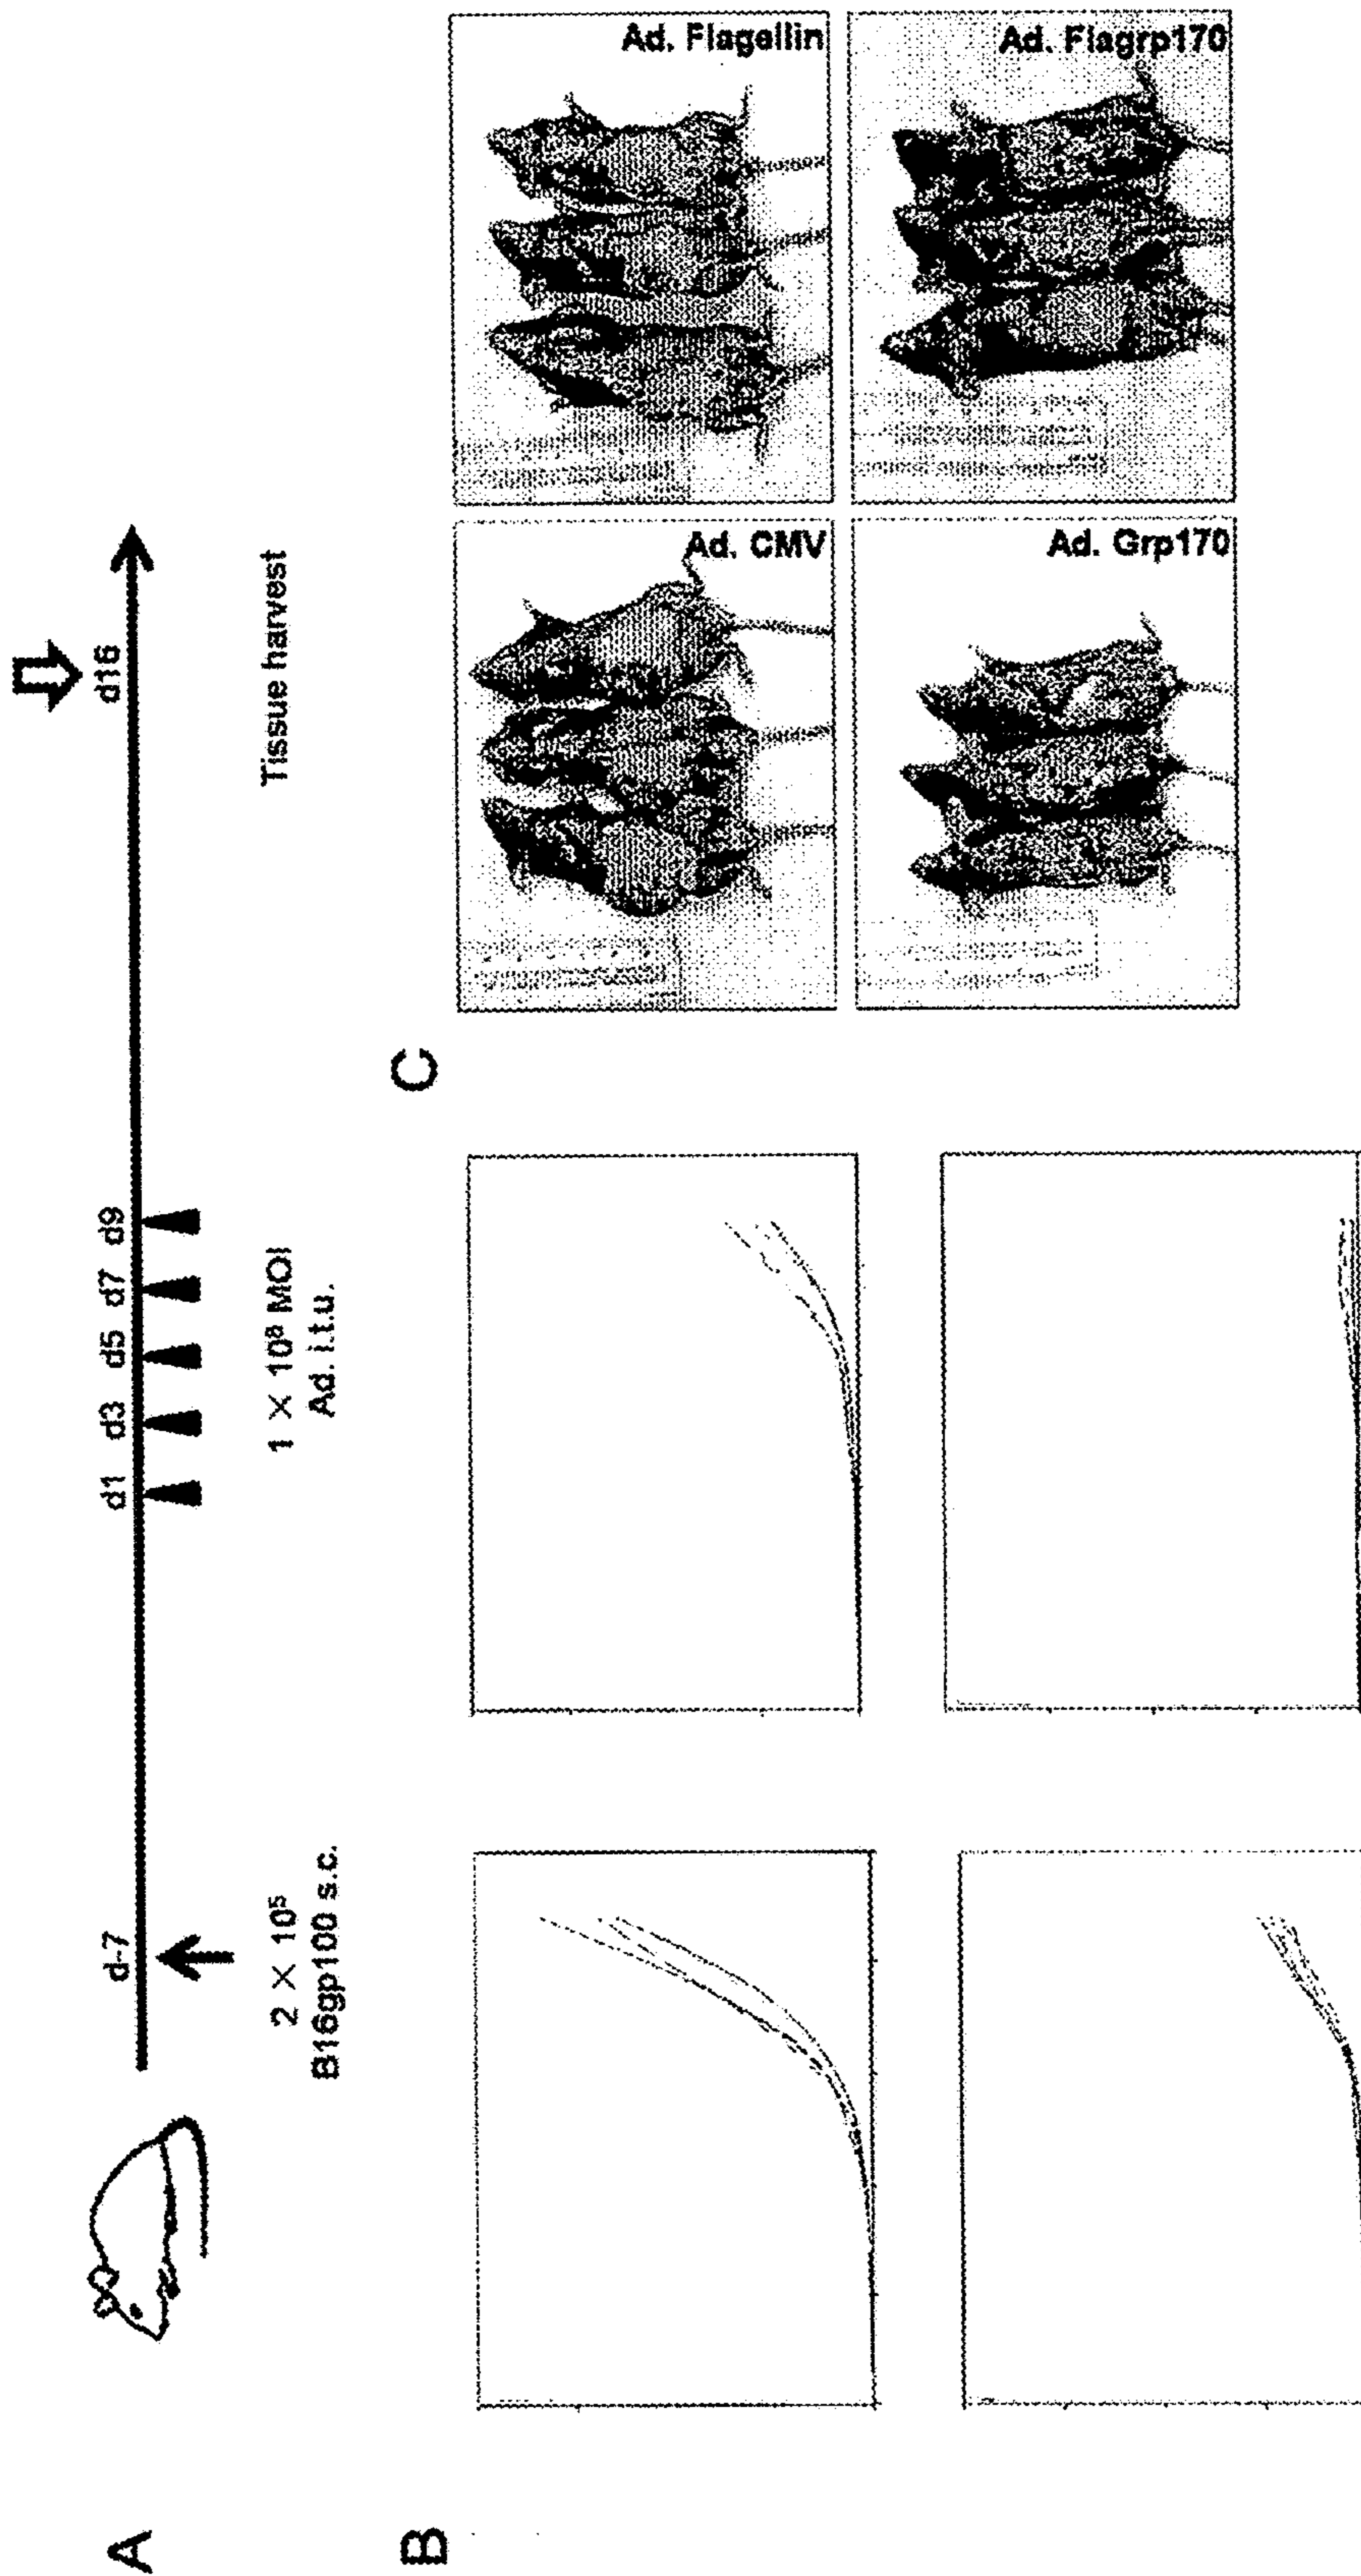 A
d-7
d1 d3 d5 d7 d9
d16
2 × 10⁵
B16gp100 s.c.
1 × 10⁸ MOI
Ad. i.t.u.
Tissue harvest
B
C
Ad. CMV
Ad. Flagellin
Ad. Grp170
Ad. Flagrp170